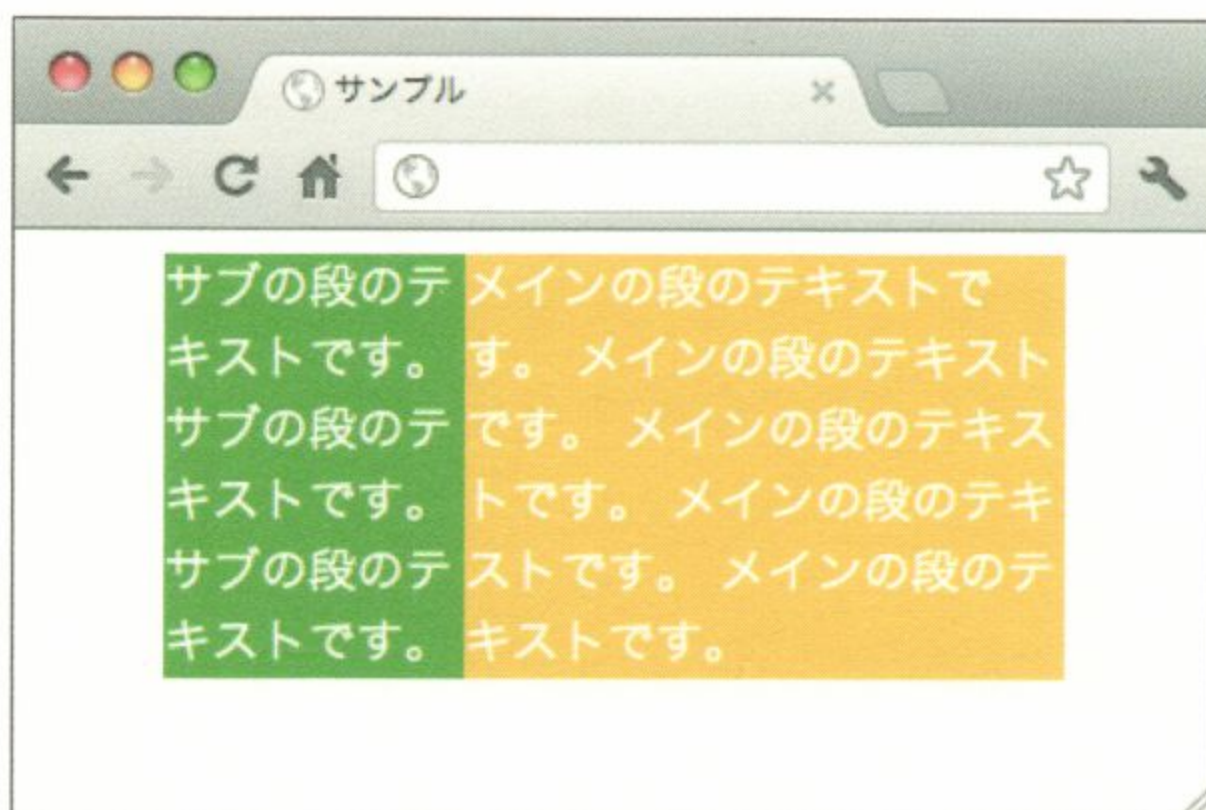 サンプル
サブの段のテ
キストです。
サブの段のテ
キストです。
サブの段のテ
キストです。
メインの段のテキストで
す。 メインの段のテキスト
です。 メインの段のテキス
トです。 メインの段のテキ
ストです。 メインの段のテ
キストです。